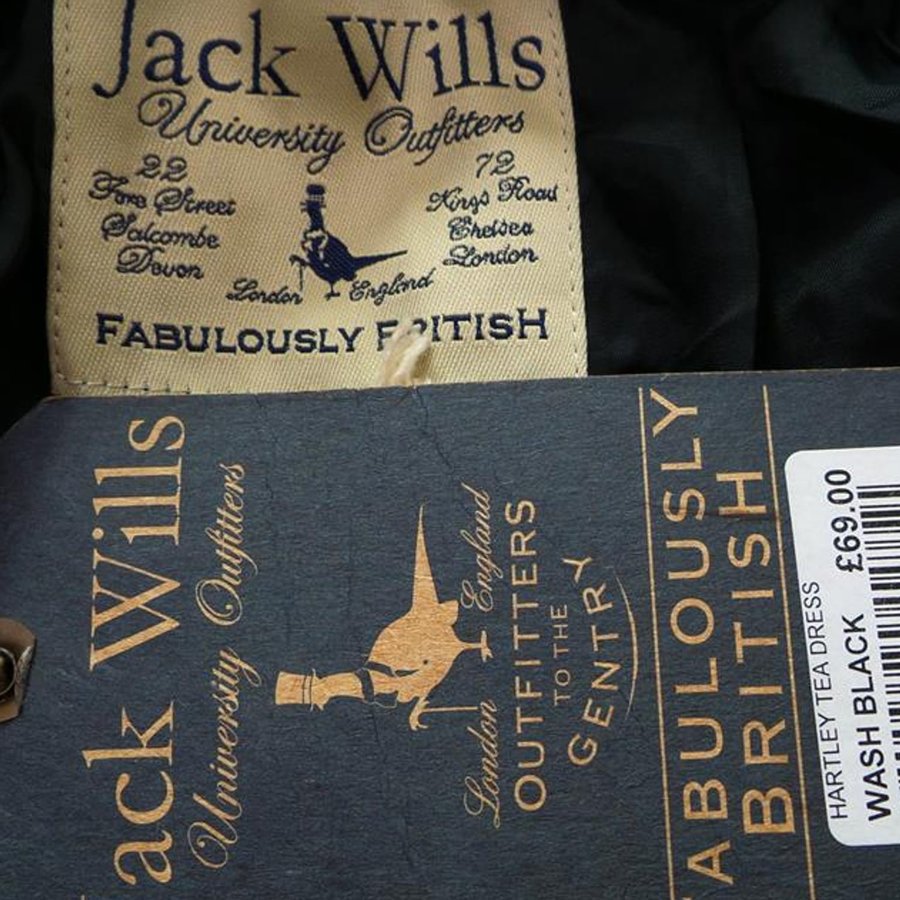 Jack Wills
University Outfitters
22
Fore Street
Salcombe
Devon
72
Kings Road
Chelsea
London
London England
FABULOUSLY BRITISH
Jack Wills
University Outfitters
London England
OUTFITTERS
TO THE
GENTRY
FABULOUSLY
BRITISH
HARTLEY TEA DRESS
WASH BLACK £69.00